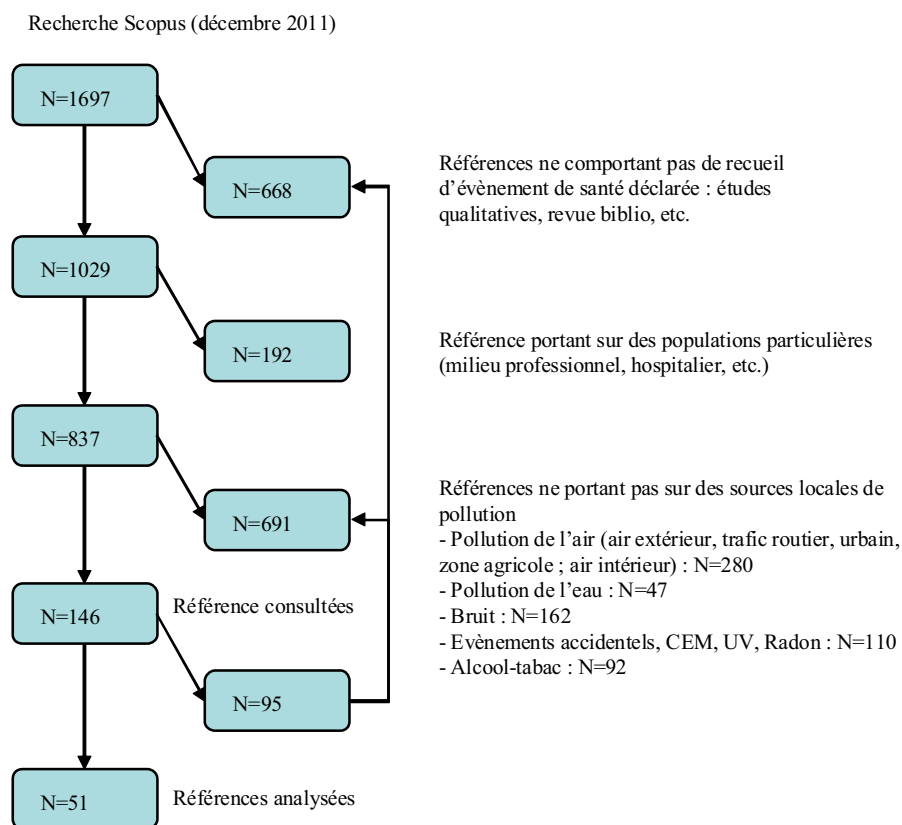 Recherche Scopus (décembre 2011)
N=1697
N=668
Références ne comportant pas de recueil
d'évènement de santé déclarée : études
qualitatives, revue biblio, etc.
N=1029
N=192
Référence portant sur des populations particulières
(milieu professionnel, hospitalier, etc.)
N=837
N=691
Références ne portant pas sur des sources locales de
pollution
- Pollution de l'air (air extérieur, trafic routier, urbain,
zone agricole ; air intérieur) : N=280
- Pollution de l'eau : N=47
- Bruit : N=162
- Evènements accidentels, CEM, UV, Radon : N=110
- Alcool-tabac : N=92
N=146
Référence consultées
N=95
N=51
Références analysées